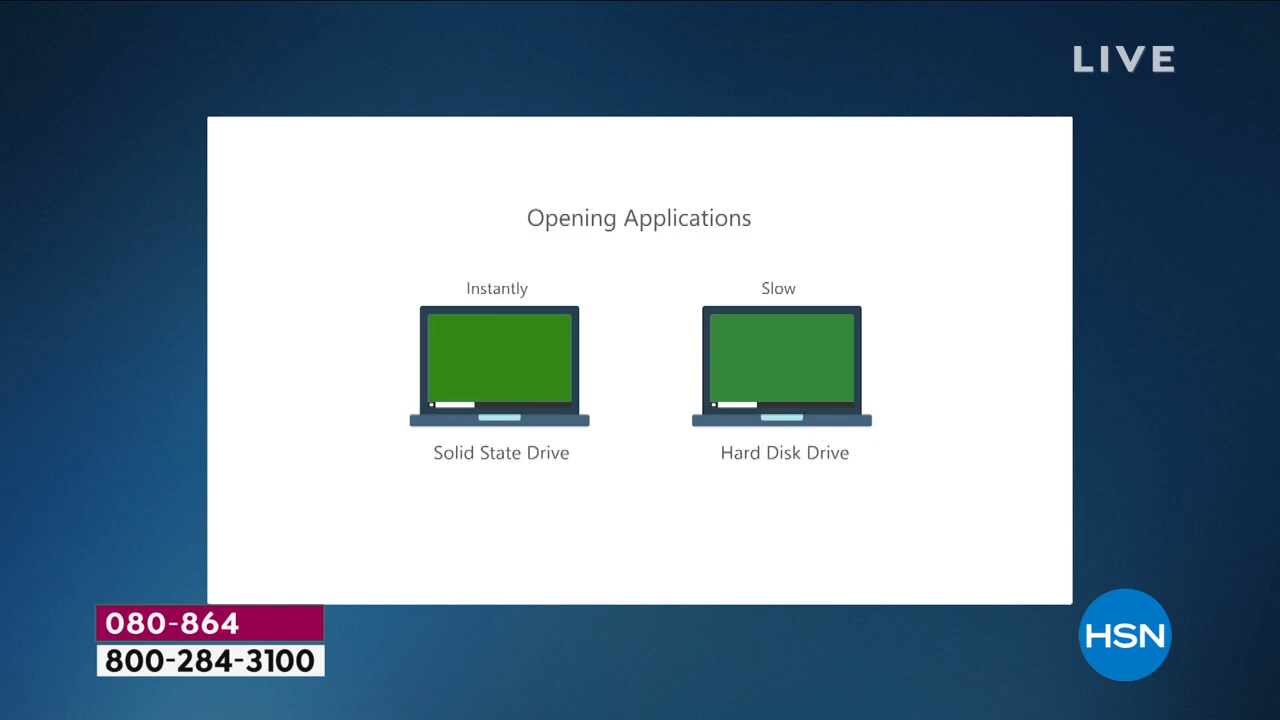 LIVE
Opening Applications
Instantly
Slow
Solid State Drive
Hard Disk Drive
080-864
800-284-3100
HSN